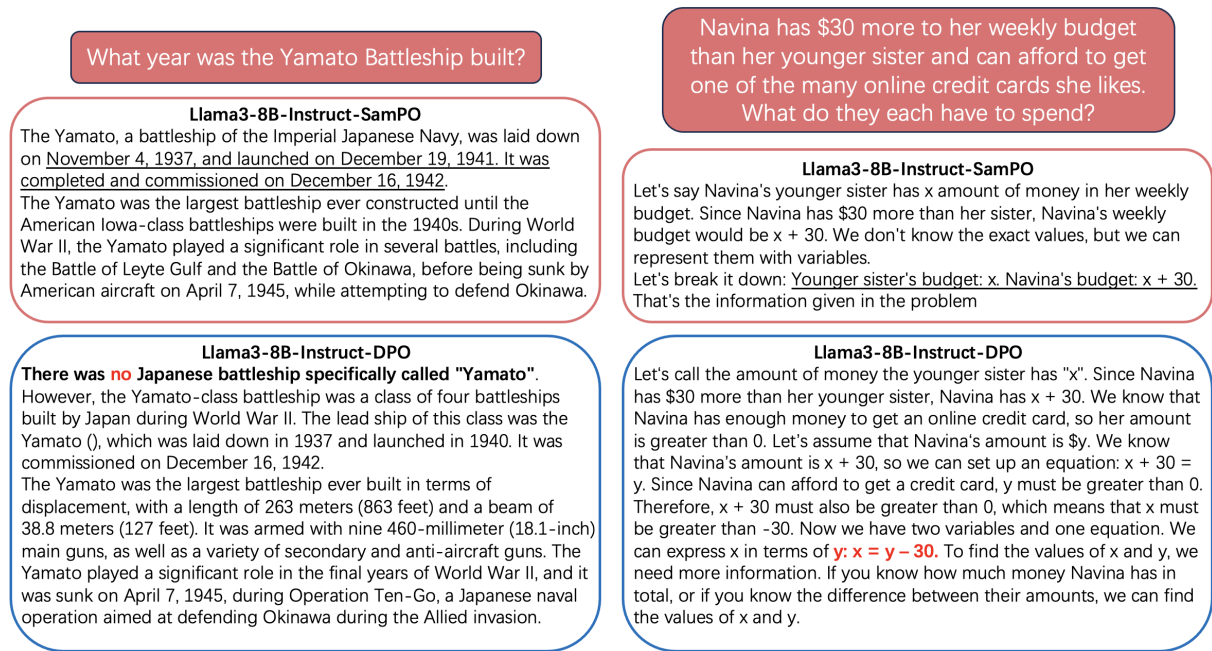 What year was the Yamato Battleship built?
Llama3-8B-Instruct-SamPO
The Yamato, a battleship of the Imperial Japanese Navy, was laid down
on November 4, 1937, and launched on December 19, 1941. It was
completed and commissioned on December 16, 1942.
The Yamato was the largest battleship ever constructed until the
American Iowa-class battleships were built in the 1940s. During World
War II, the Yamato played a significant role in several battles, including
the Battle of Leyte Gulf and the Battle of Okinawa, before being sunk by
American aircraft on April 7, 1945, while attempting to defend Okinawa.
Llama3-8B-Instruct-DPO
There was no Japanese battleship specifically called "Yamato".
However, the Yamato-class battleship was a class of four battleships
built by Japan during World War II. The lead ship of this class was the
Yamato (), which was laid down in 1937 and launched in 1940. It was
commissioned on December 16, 1942.
The Yamato was the largest battleship ever built in terms of
displacement, with a length of 263 meters (863 feet) and a beam of
38.8 meters (127 feet). It was armed with nine 460-millimeter (18.1-inch)
main guns, as well as a variety of secondary and anti-aircraft guns. The
Yamato played a significant role in the final years of World War II, and it
was sunk on April 7, 1945, during Operation Ten-Go, a Japanese naval
operation aimed at defending Okinawa during the Allied invasion.
Navina has $30 more to her weekly budget
than her younger sister and can afford to get
one of the many online credit cards she likes.
What do they each have to spend?
Llama3-8B-Instruct-SamPO
Let's say Navina's younger sister has x amount of money in her weekly
budget. Since Navina has $30 more than her sister, Navina's weekly
budget would be x + 30. We don't know the exact values, but we can
represent them with variables.
Let's break it down: Younger sister's budget: x. Navina's budget: x + 30.
That's the information given in the problem
Llama3-8B-Instruct-DPO
Let's call the amount of money the younger sister has "x". Since Navina
has $30 more than her younger sister, Navina has x + 30. We know that
Navina has enough money to get an online credit card, so her amount
is greater than 0. Let's assume that Navina's amount is $y. We know
that Navina's amount is x + 30, so we can set up an equation: x + 30 =
y. Since Navina can afford to get a credit card, y must be greater than 0.
Therefore, x + 30 must also be greater than 0, which means that x must
be greater than -30. Now we have two variables and one equation. We
can express x in terms of y: x = y – 30. To find the values of x and y, we
need more information. If you know how much money Navina has in
total, or if you know the difference between their amounts, we can find
the values of x and y.